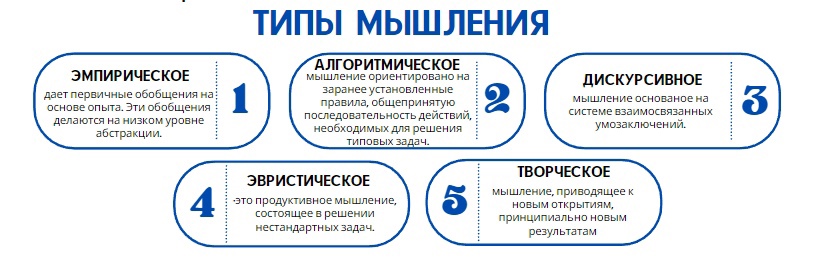 ТИПЫ МЫШЛЕНИЯ
ЭМПИРИЧЕСКОЕ
дает первичные обобщения на
основе опыта. Эти обобщения
делаются на низком уровне
абстракции.
1
АЛГОРИТМИЧЕСКОЕ
мышление ориентировано на
заранее установленные
правила, общепринятую
последовательность действий,
необходимых для решения
типовых задач.
2
ДИСКУРСИВНОЕ
мышление основаное на
системе взаимосвязанных
умозаключений.
3
4
ЭВРИСТИЧЕСКОЕ
·это продуктивное мышление,
состоящее в решении
нестандартных задач.
5
ТВОРЧЕСКОЕ
мышление, приводящее к
новым открытиям,
принципиально новым
результатам